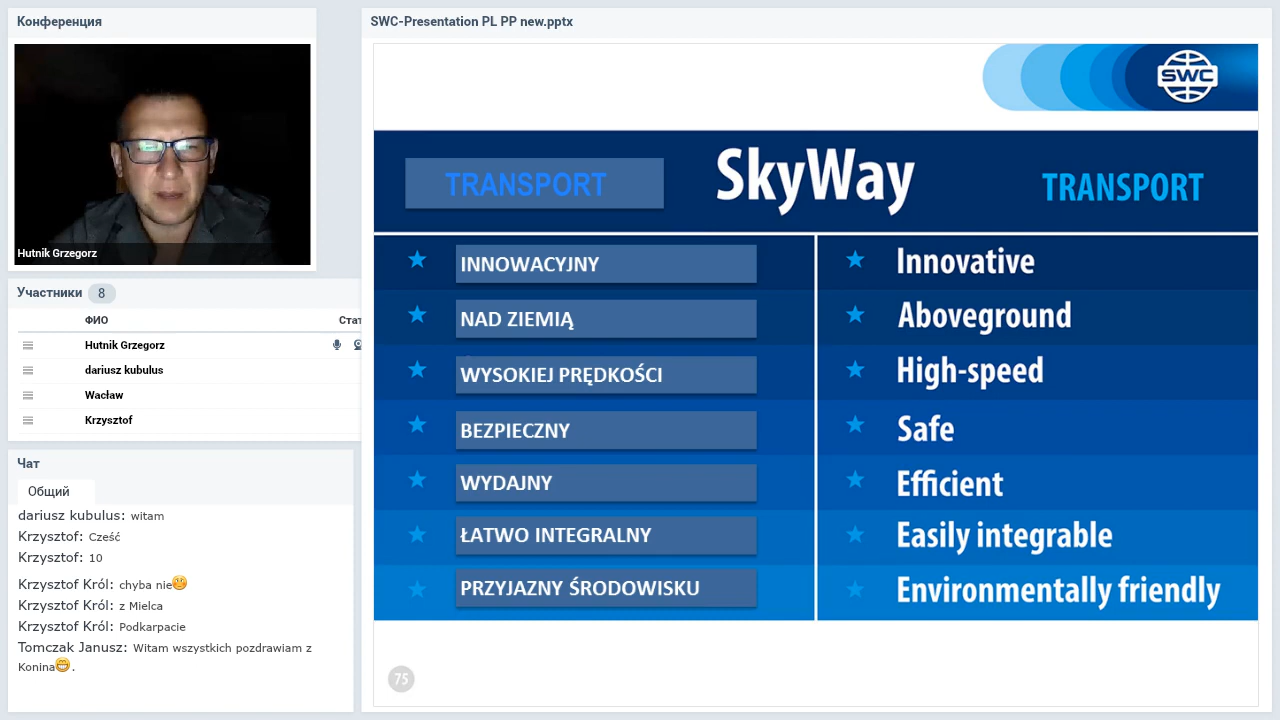 Конференция
Hutnik Grzegorz
Участники 8
ФИО Стат
Hutnik Grzegorz
dariusz kubulus
Wacław
Krzysztof
Чат
Общий
dariusz kubulus: witam
Krzysztof: Cześć
Krzysztof: 10
Krzysztof Król: chyba nie
Krzysztof Król: z Mielca
Krzysztof Król: Podkarpacie
Tomczak Janusz: Witam wszystkich pozdrawiam z
Konina .
SWC-Presentation PL PP new.pptx
SWC
TRANSPORT SkyWay TRANSPORT
INNOWACYJNY Innovative
NAD ZIEMIĄ Aboveground
WYSOKIEJ PRĘDKOŚCI High-speed
BEZPIECZNY Safe
WYDAJNY Efficient
ŁATWO INTEGRALNY Easily integrable
PRZYJAZNY ŚRODOWISKU Environmentally friendly
75